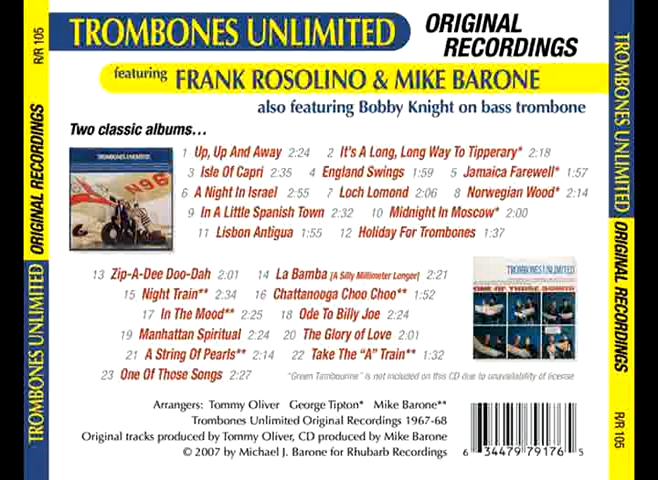 TROMBONES UNLIMITED ORIGINAL RECORDINGS
featuring FRANK ROSOLINO & MIKE BARONE
also featuring Bobby Knight on bass trombone
Two classic albums...
TROMBONES UNLIMITED
N96
1 Up, Up And Away 2:24 2 It's A Long, Long Way To Tipperary* 2:18
3 Isle Of Capri 2:35 4 England Swings 1:59 5 Jamaica Farewell* 1:57
6 A Night In Israel 2:55 7 Loch Lomond 2:06 8 Norwegian Wood* 2:14
9 In A Little Spanish Town 2:32 10 Midnight In Moscow* 2:00
11 Lisbon Antigua 1:55 12 Holiday For Trombones 1:37
13 Zip-A-Dee Doo-Dah 2:01 14 La Bamba [A Silly Millimeter Longer] 2:21
15 Night Train** 2:34 16 Chattanooga Choo Choo** 1:52
17 In The Mood** 2:25 18 Ode To Billy Joe 2:24
19 Manhattan Spiritual 2:24 20 The Glory of Love 2:01
21 A String Of Pearls** 2:14 22 Take The "A" Train** 1:32
23 One Of Those Songs 2:27
TROMBONES UNLIMITED
ONE OF THOSE SONGS
"Green Tambourine" is not included on this CD due to unavailability of license
Arrangers: Tommy Oliver George Tipton* Mike Barone**
Trombones Unlimited Original Recordings 1967-68
Original tracks produced by Tommy Oliver, CD produced by Mike Barone
© 2007 by Michael J. Barone for Rhubarb Recordings
6 34479 79176 5
TROMBONES UNLIMITED ORIGINAL RECORDINGS R/R 105
TROMBONES UNLIMITED ORIGINAL RECORDINGS R/R 105